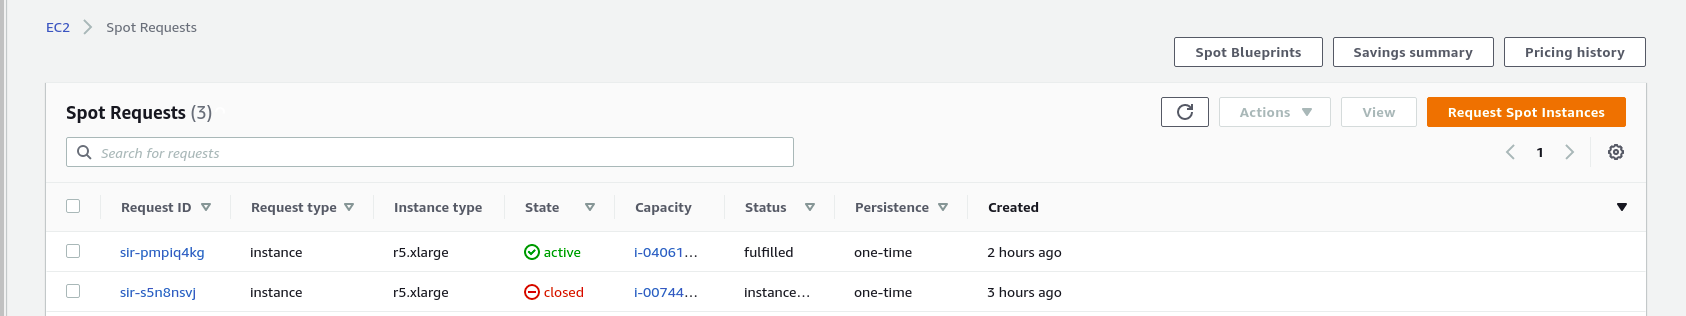 EC2 Spot Requests
Spot Blueprints Savings summary Pricing history
Spot Requests (3)
Actions View Request Spot Instances
Search for requests
1
Request ID Request type Instance type State Capacity Status Persistence Created
sir-pmpiq4kg instance r5.xlarge active i-04061… fulfilled one-time 2 hours ago
sir-s5n8nsvj instance r5.xlarge closed i-00744… instance… one-time 3 hours ago